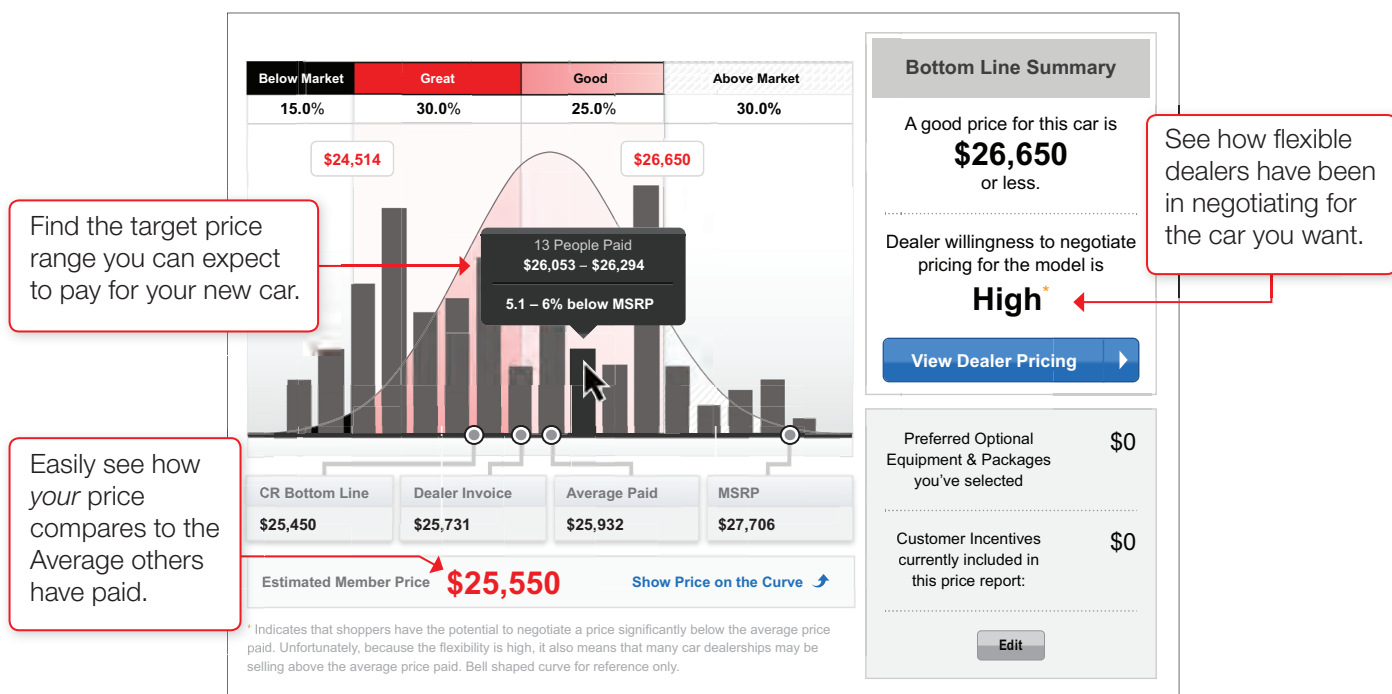 Below Market
Great
Good
Above Market
15.0%
30.0%
25.0%
30.0%
$24,514
$26,650
13 People Paid
$26,053 – $26,294
5.1 – 6% below MSRP
Find the target price
range you can expect
to pay for your new car.
Easily see how
your price
compares to the
Average others
have paid.
CR Bottom Line
$25,450
Dealer Invoice
$25,731
Average Paid
$25,932
MSRP
$27,706
Estimated Member Price
$25,550
Show Price on the Curve
* Indicates that shoppers have the potential to negotiate a price significantly below the average price
paid. Unfortunately, because the flexibility is high, it also means that many car dealerships may be
selling above the average price paid. Bell shaped curve for reference only.
Bottom Line Summary
A good price for this car is
$26,650
or less.
Dealer willingness to negotiate
pricing for the model is
High*
View Dealer Pricing
See how flexible
dealers have been
in negotiating for
the car you want.
Preferred Optional
Equipment & Packages
you've selected
$0
Customer Incentives
currently included in
this price report:
$0
Edit